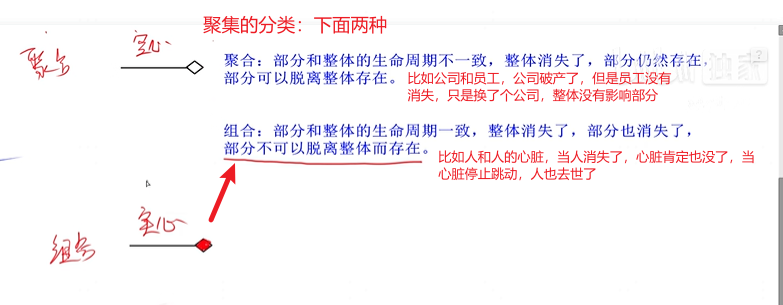 聚集的分类：下面两种
聚合
空心
聚合：部分和整体的生命周期不一致，整体消失了，部分仍然存在，
部分可以脱离整体存在。
比如公司和员工，公司破产了，但是员工没有
消失，只是换了个公司，整体没有影响部分
独家
组合：部分和整体的生命周期一致，整体消失了，部分也消失了，
部分不可以脱离整体而存在。
比如人和人的心脏，当人消失了，心脏肯定也没了，当
心脏停止跳动，人也去世了
实心
组合